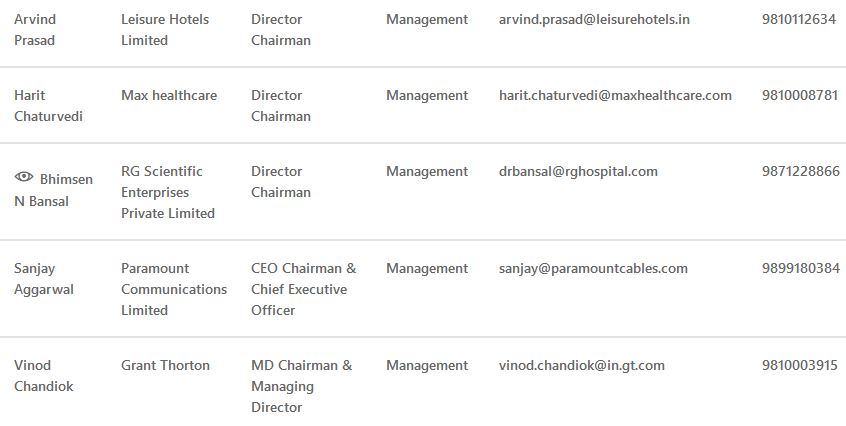 Arvind Leisure Hotels Director Management arvind.prasad@leisurehotels.in 9810112634
Prasad Limited Chairman
Harit Max healthcare Director Management harit.chaturvedi@maxhealthcare.com 9810008781
Chaturvedi Chairman
Bhimsen RG Scientific Director Management drbansal@rghospital.com 9871228866
N Bansal Enterprises Chairman
Private Limited
Sanjay Paramount CEO Chairman & Management sanjay@paramountcables.com 9899180384
Aggarwal Communications Chief Executive
Limited Officer
Vinod Grant Thorton MD Chairman & Management vinod.chandiok@in.gt.com 9810003915
Chandiok Managing
Director